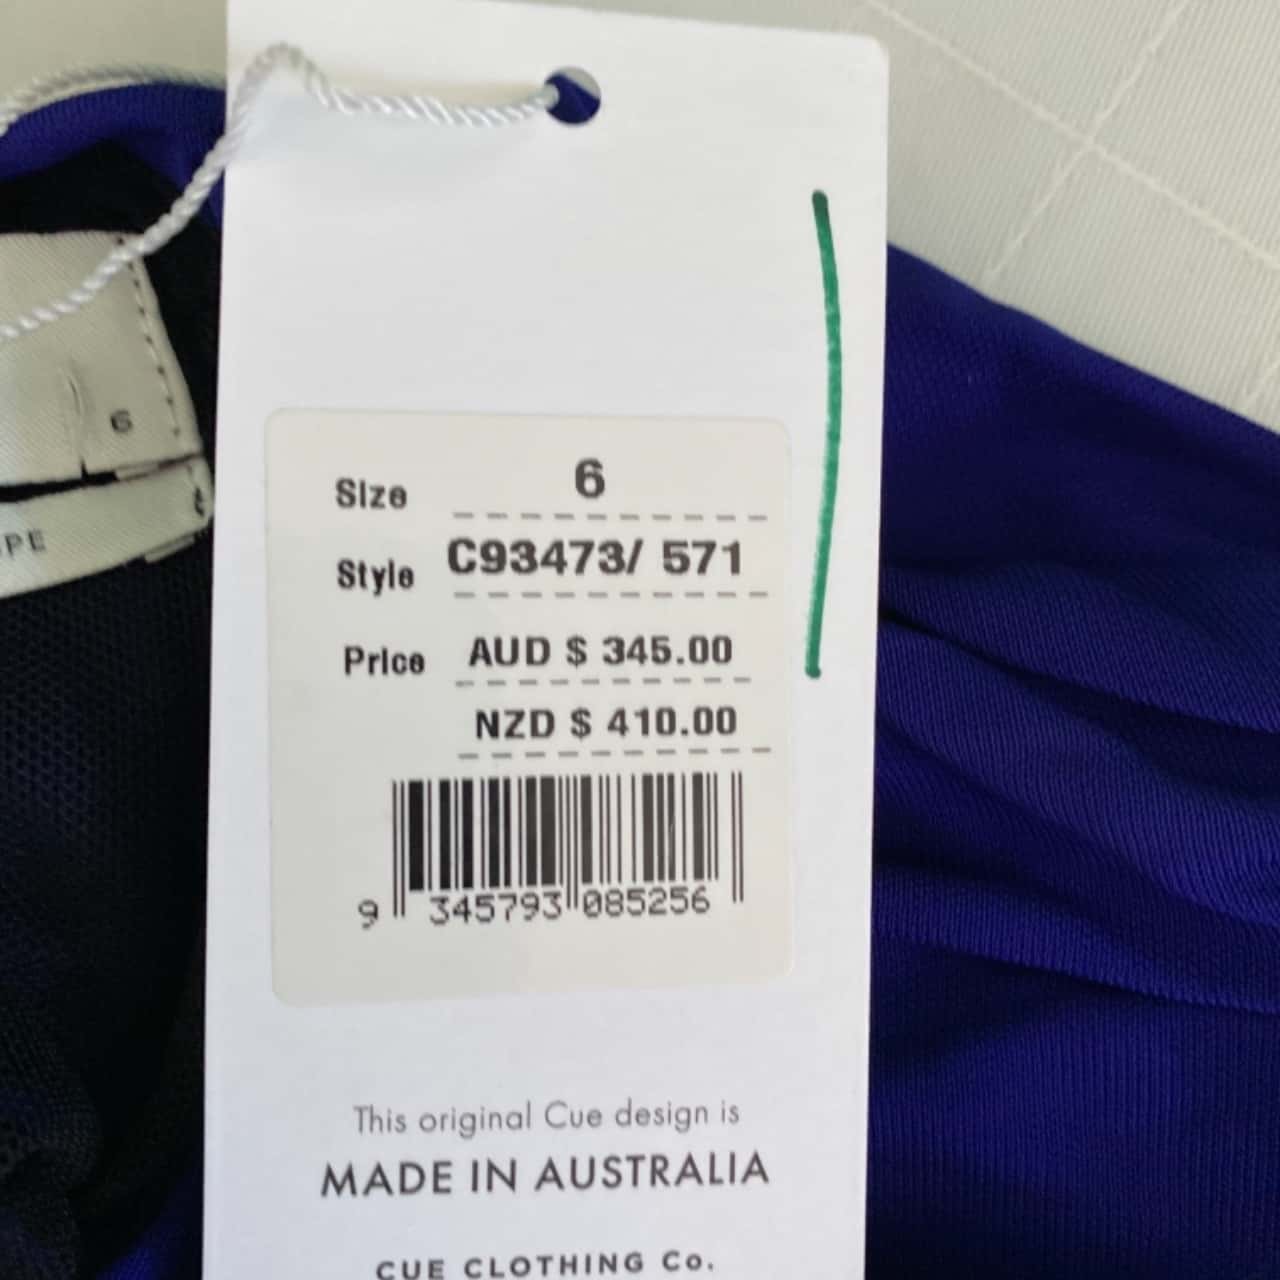 6
PE
Size 6
Style C93473/ 571
Price AUD $ 345.00
NZD $ 410.00
9 345793 085256
This original Cue design is
MADE IN AUSTRALIA
CUE CLOTHING Co.